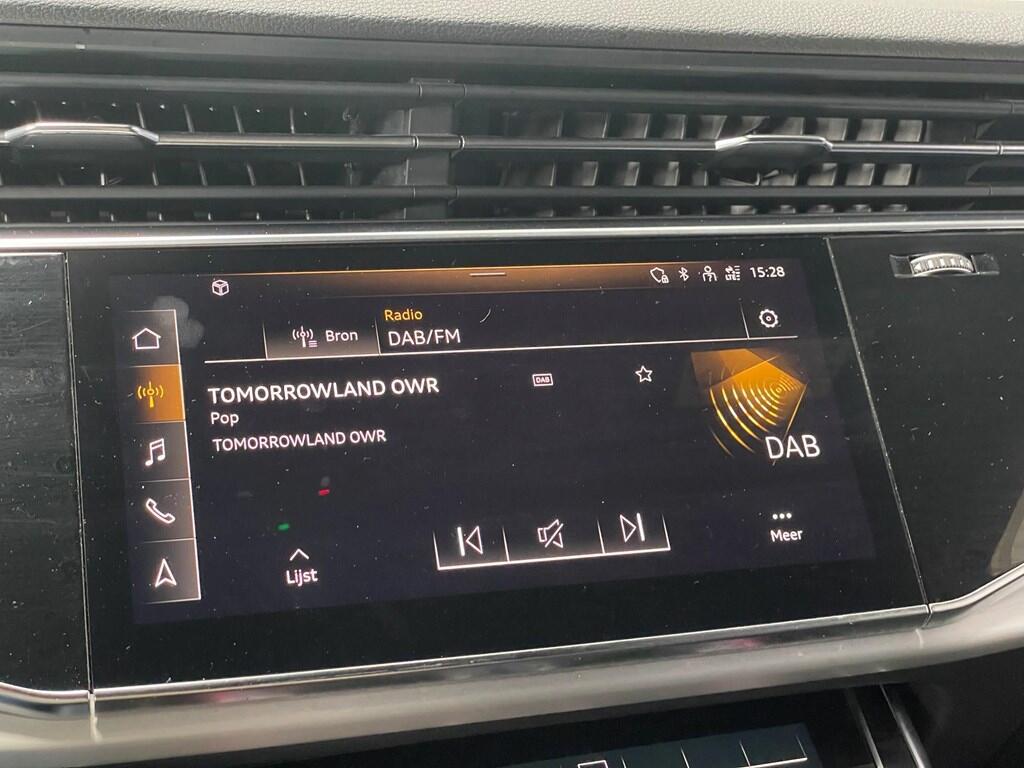 15:28
Radio
Bron
DAB/FM
TOMORROWLAND OWR
DAB
Pop
TOMORROWLAND OWR
DAB
Meer
Lijst